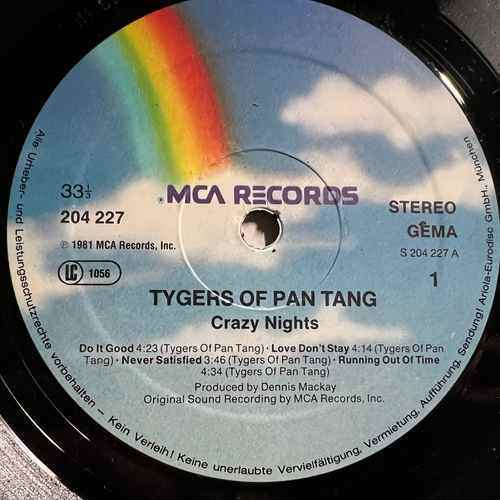 33⅓
204 227
℗ 1981 MCA Records, Inc.
LC 1056
®MCA RECORDS
STEREO
GEMA
S 204 227 A
1
TYGERS OF PAN TANG
Crazy Nights
Do It Good 4:23 (Tygers Of Pan Tang) · Love Don't Stay 4:14 (Tygers Of Pan
Tang) · Never Satisfied 3:46 (Tygers Of Pan Tang) · Running Out Of Time
4:34 (Tygers Of Pan Tang)
Produced by Dennis Mackay
Original Sound Recording by MCA Records, Inc.
Alle Urheber- und Leistungsschutzrechte vorbehalten – Kein Verleih! Keine unerlaubte Vervielfältigung, Vermietung, Aufführung, Sendung! Ariola-Eurodisc GmbH., München